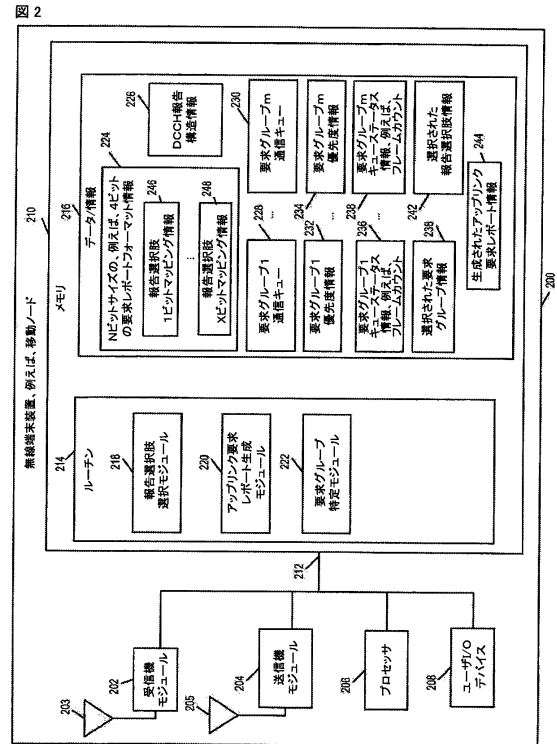 図2
無線端末装置、例えば、移動ノード
210
メモリ
214
ルーチン
216
データ/情報
218
報告選択肢
選択モジュール
220
アップリンク要求
レポート生成
モジュール
222
要求グループ
特定モジュール
224
Nビットサイズの、例えば、4ビット
の要求レポートフォーマット情報
246
報告選択肢
1ビットマッピング情報
⋮
248
報告選択肢
Xビットマッピング情報
226
DCCH報告
構造情報
228
要求グループ1
通信キュー
...
230
要求グループm
通信キュー
232
要求グループ1
優先度情報
...
234
要求グループm
優先度情報
236
要求グループ1
キューステータス
情報、例えば、
フレームカウント
...
238
要求グループm
キューステータス
情報、例えば、
フレームカウント
238
選択された要求
グループ情報
242
選択された
報告選択肢情報
244
生成されたアップリンク
要求レポート情報
212
203
202
受信機
モジュール
205
204
送信機
モジュール
206
プロセッサ
208
ユーザI/O
デバイス
200